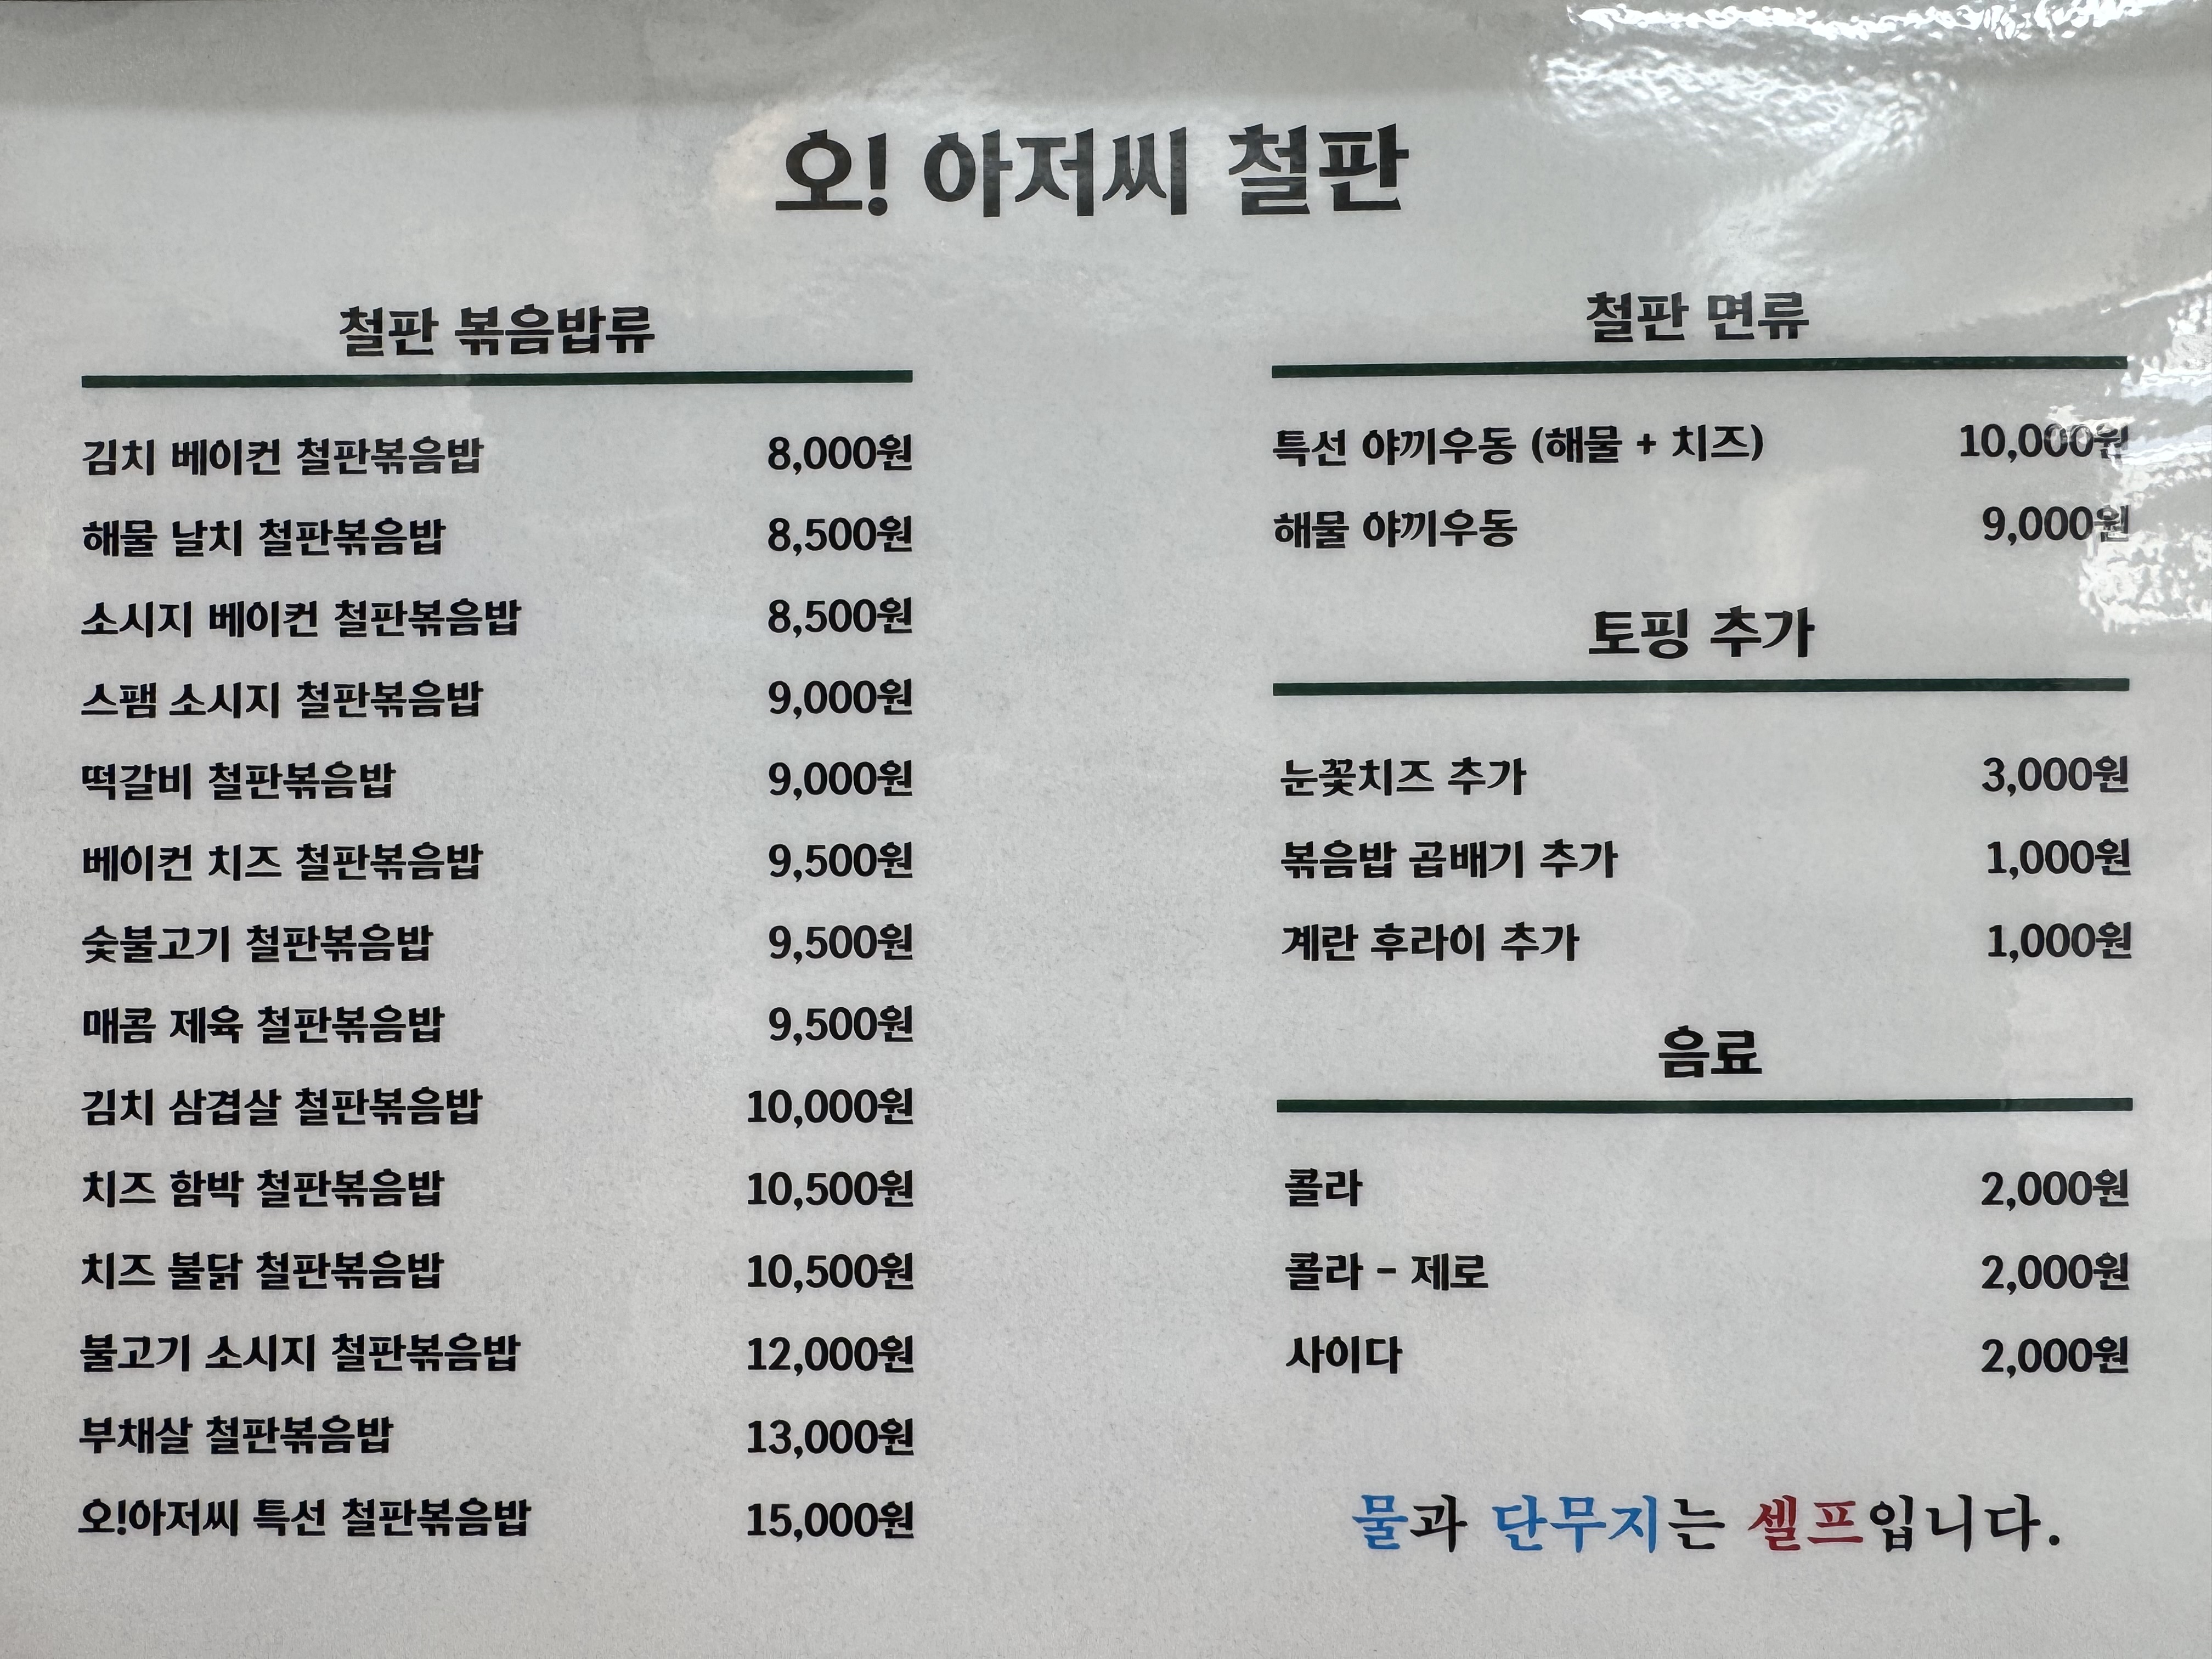 오! 아저씨 철판
철판 볶음밥류
김치 베이컨 철판볶음밥 8,000원
해물 날치 철판볶음밥 8,500원
소시지 베이컨 철판볶음밥 8,500원
스팸 소시지 철판볶음밥 9,000원
떡갈비 철판볶음밥 9,000원
베이컨 치즈 철판볶음밥 9,500원
숯불고기 철판볶음밥 9,500원
매콤 제육 철판볶음밥 9,500원
김치 삼겹살 철판볶음밥 10,000원
치즈 함박 철판볶음밥 10,500원
치즈 불닭 철판볶음밥 10,500원
불고기 소시지 철판볶음밥 12,000원
부채살 철판볶음밥 13,000원
오!아저씨 특선 철판볶음밥 15,000원
철판 면류
특선 야끼우동 (해물 + 치즈) 10,000원
해물 야끼우동 9,000원
토핑 추가
눈꽃치즈 추가 3,000원
볶음밥 곱배기 추가 1,000원
계란 후라이 추가 1,000원
음료
콜라 2,000원
콜라 - 제로 2,000원
사이다 2,000원
물과 단무지는 셀프입니다.